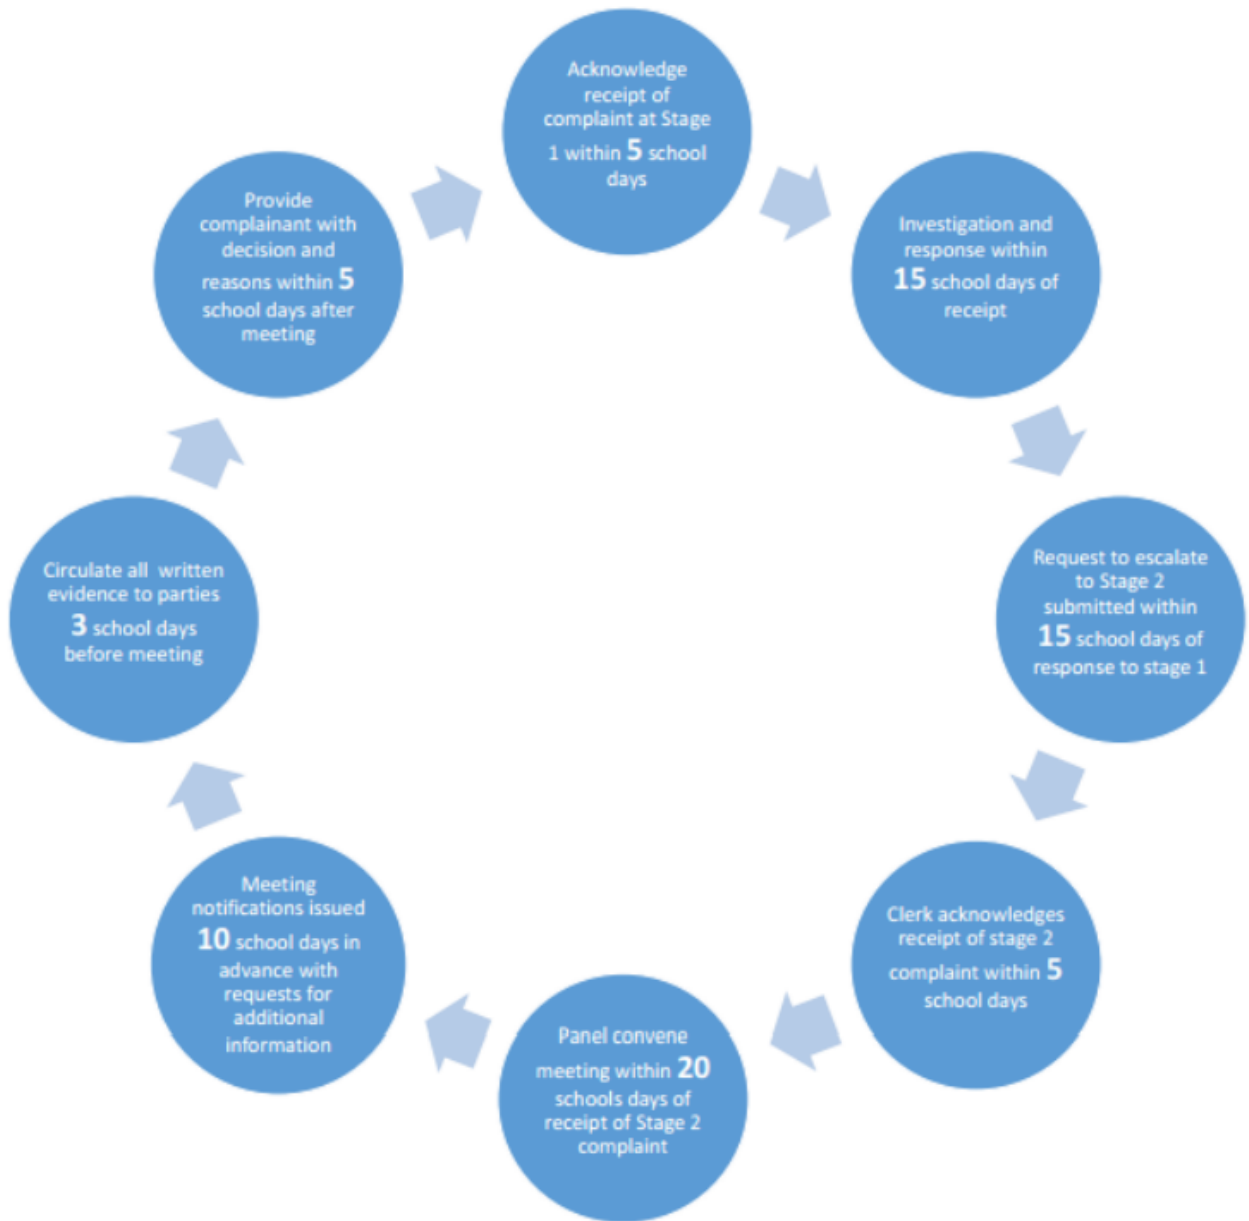 Acknowledge
receipt of
complaint at Stage
1 within 5 school
days
Investigation and
response within
15 school days of
receipt
Request to escalate
to Stage 2
submitted within
15 school days of
response to stage 1
Clerk acknowledges
receipt of stage 2
complaint within 5
school days
Panel convene
meeting within 20
schools days of
receipt of Stage 2
complaint
Meeting
notifications issued
10 school days in
advance with
requests for
additional
information
Circulate all written
evidence to parties
3 school days
before meeting
Provide
complainant with
decision and
reasons within 5
school days after
meeting